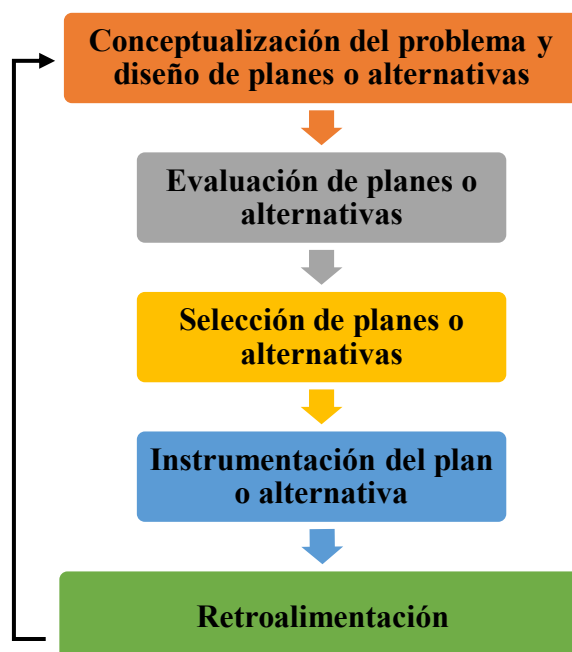 Conceptualización del problema y
diseño de planes o alternativas
Evaluación de planes o
alternativas
Selección de planes o
alternativas
Instrumentación del plan
o alternativa
Retroalimentación